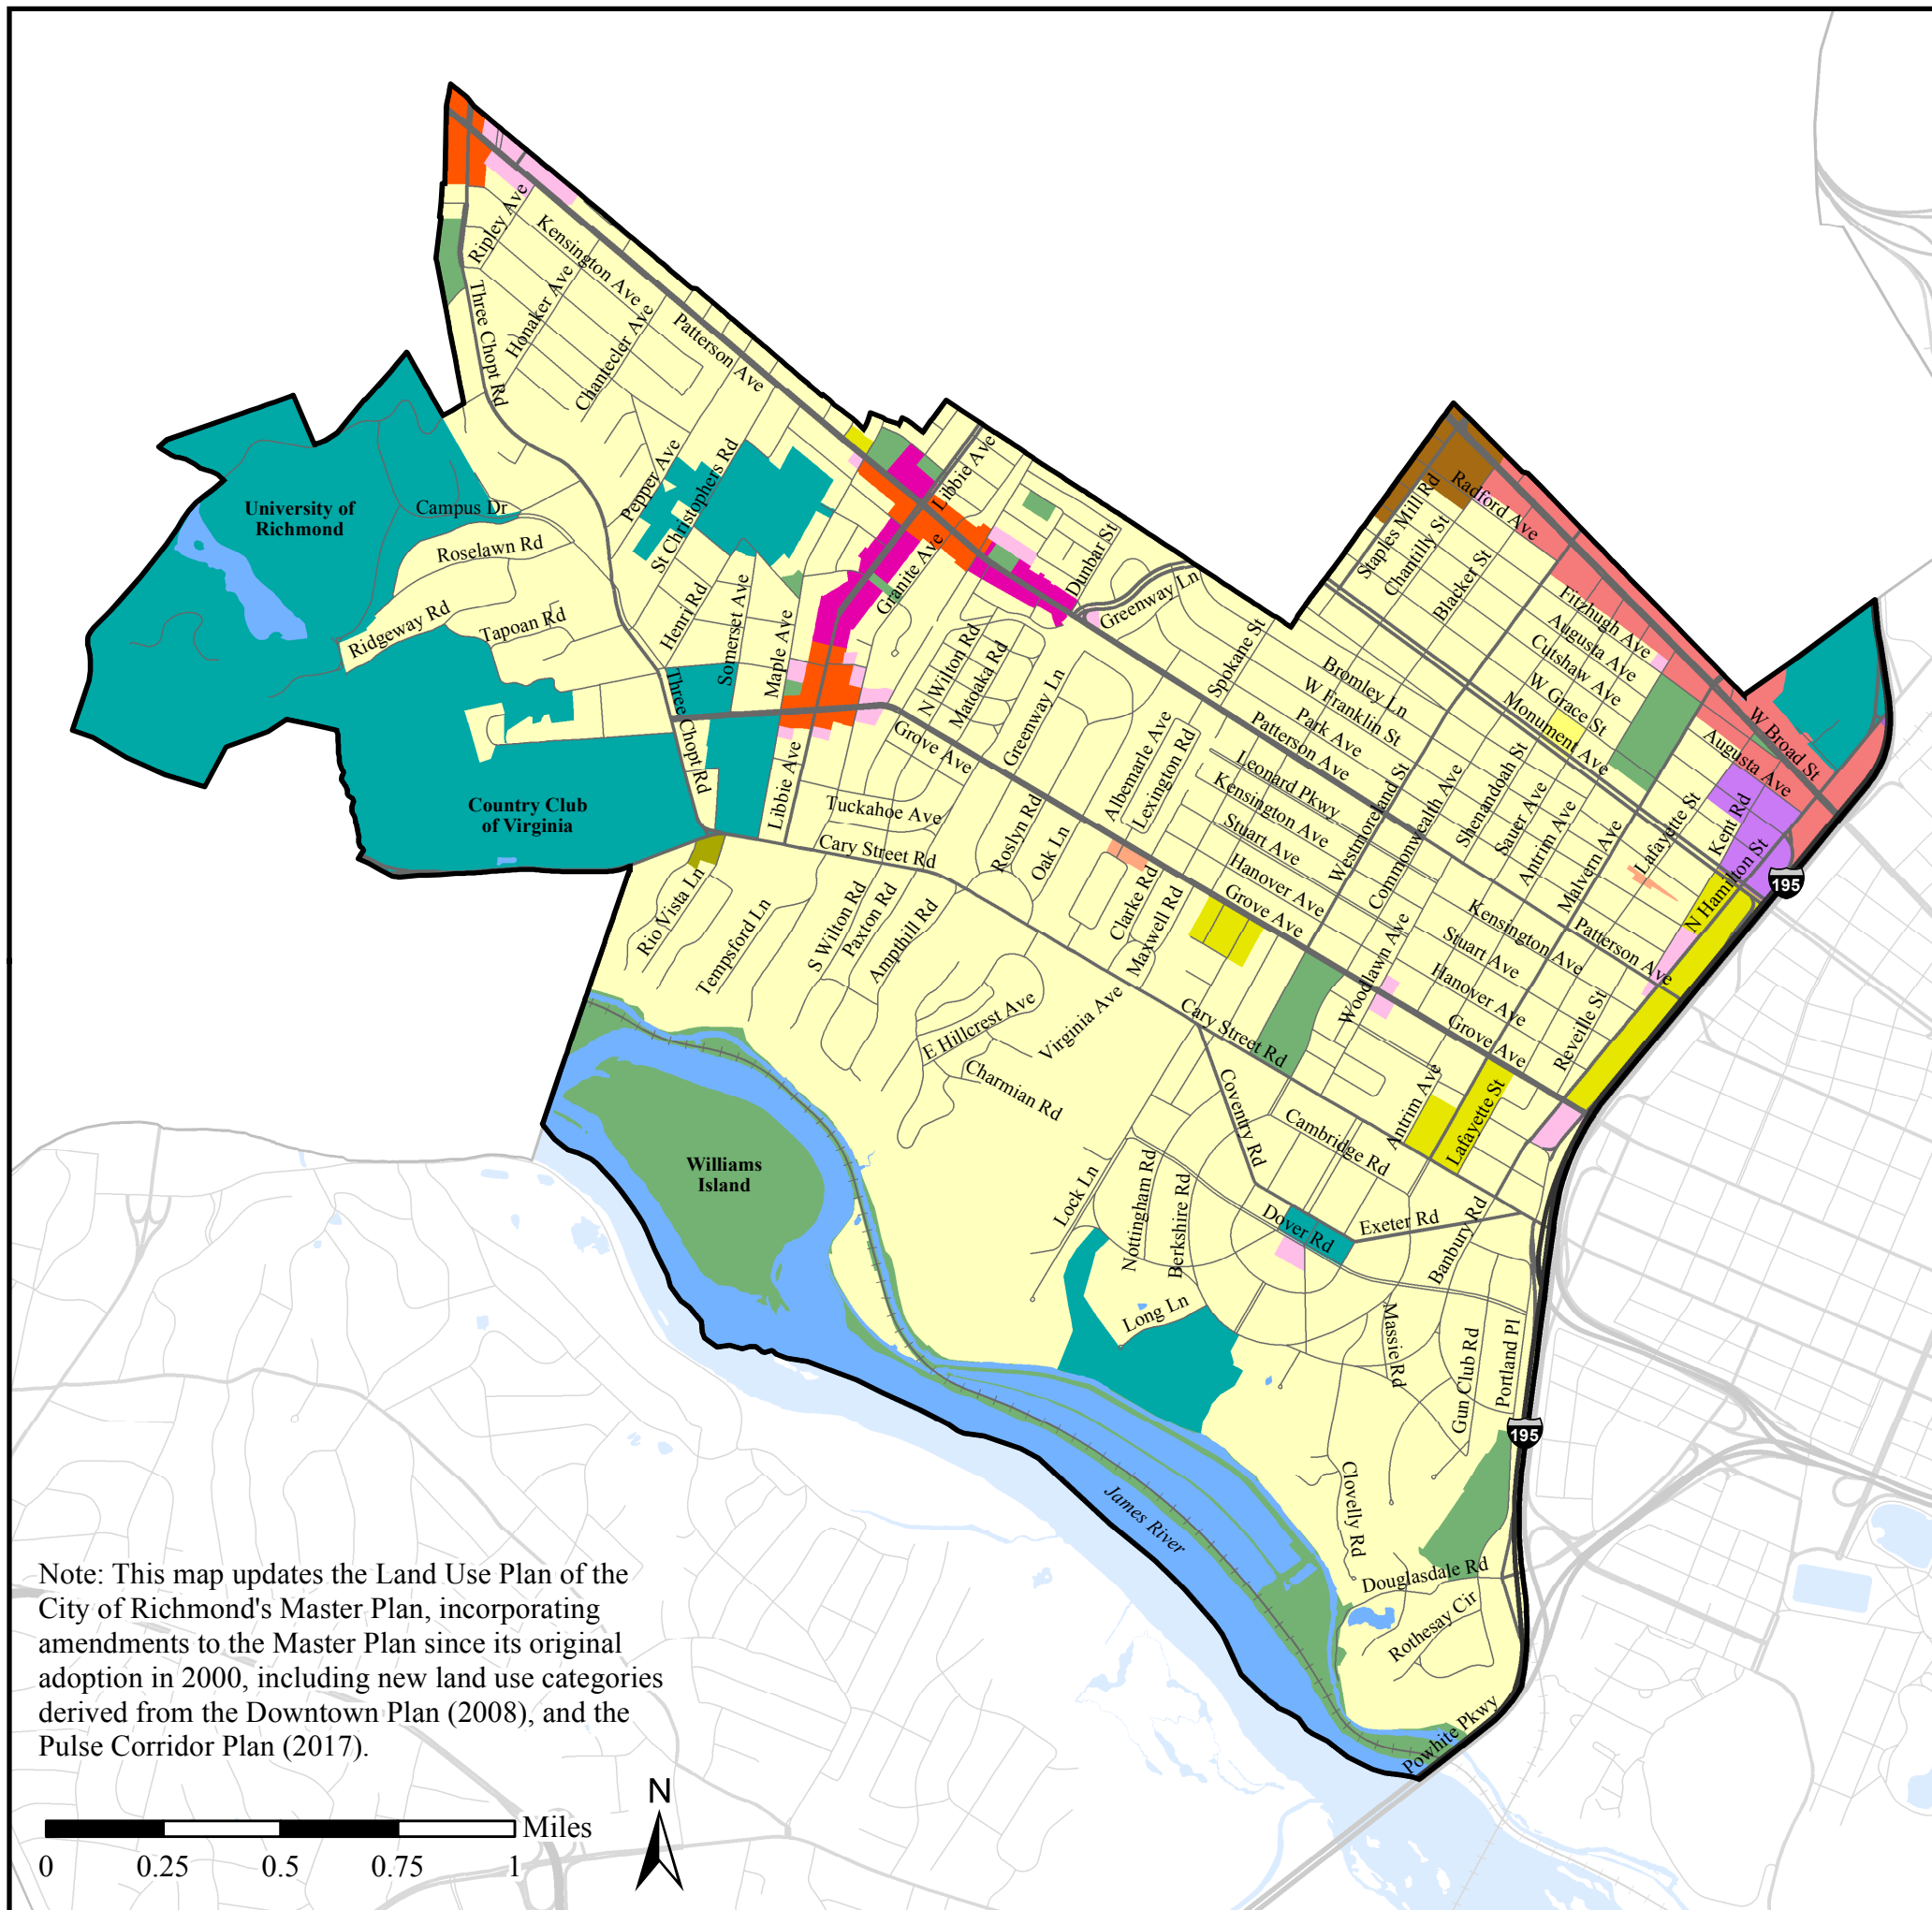 Ripley Ave
Kensington Ave
Honaker Ave
Three Chopt Rd
Chantecler Ave
Patterson Ave
Pepper Ave
St Christophers Rd
Libbie Ave
University of
Richmond
Campus Dr
Roselawn Rd
Ridgeway Rd
Tapoan Rd
Henri Rd
Somerset Ave
Maple Ave
Granite Ave
Dunbar St
Greenway Ln
Radford Ave
Staples Mill Rd
Chantilly St
Blacker St
Fitzhugh Ave
Augusta Ave
Cutshaw Ave
W Grace St
Monument Ave
W Broad St
Augusta Ave
Three Chopt Rd
N Wilton Rd
Matoaka Rd
Greenway Ln
Spokane St
Bromley Ln
W Franklin St
Park Ave
Patterson Ave
Grove Ave
Albemarle Ave
Lexington Rd
Leonard Pkwy
Kensington Ave
Stuart Ave
Hanover Ave
Grove Ave
Westmoreland St
Commonwealth Ave
Shenandoah St
Sauer Ave
Antrim Ave
Malvern Ave
Lafayette St
Kent Rd
N Hamilton St
195
Country Club
of Virginia
Libbie Ave
Tuckahoe Ave
Cary Street Rd
Roslyn Rd
Oak Ln
Clarke Rd
Maxwell Rd
Rio Vista Ln
Tempsford Ln
S Wilton Rd
Paxton Rd
Ampthill Rd
Woodlawn Ave
Kensington Ave
Stuart Ave
Hanover Ave
Grove Ave
Patterson Ave
Reveille St
E Hillcrest Ave
Virginia Ave
Charmian Rd
Cary Street Rd
Coventry Rd
Cambridge Rd
Antrim Ave
Lafayette St
Williams
Island
Lock Ln
Nottingham Rd
Berkshire Rd
Dover Rd
Exeter Rd
Banbury Rd
Long Ln
Massie Rd
Gun Club Rd
Portland Pl
195
James River
Clovelly Rd
Douglasdale Rd
Rothesay Cir
Powhite Pkwy
Note: This map updates the Land Use Plan of the
City of Richmond's Master Plan, incorporating
amendments to the Master Plan since its original
adoption in 2000, including new land use categories
derived from the Downtown Plan (2008), and the
Pulse Corridor Plan (2017).
N
Miles
0 0.25 0.5 0.75 1